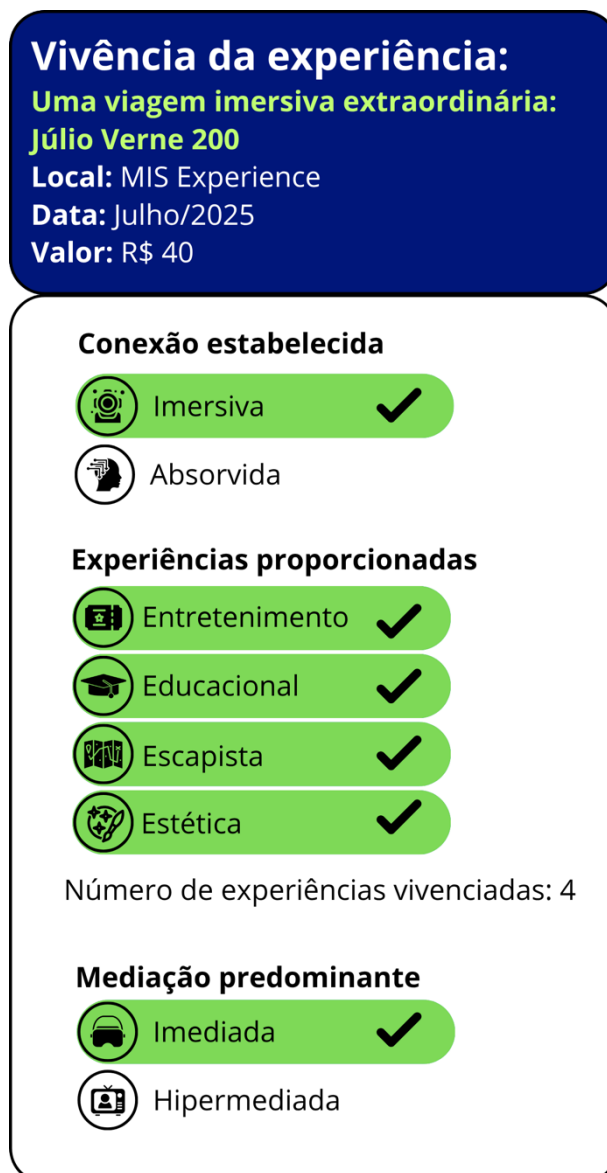 Vivência da experiência:
Uma viagem imersiva extraordinária:
Júlio Verne 200
Local: MIS Experience
Data: Julho/2025
Valor: R$ 40
Conexão estabelecida
Imersiva
Absorvida
Experiências proporcionadas
Entretenimento
Educacional
Escapista
Estética
Número de experiências vivenciadas: 4
Mediação predominante
Imediada
Hipermediada